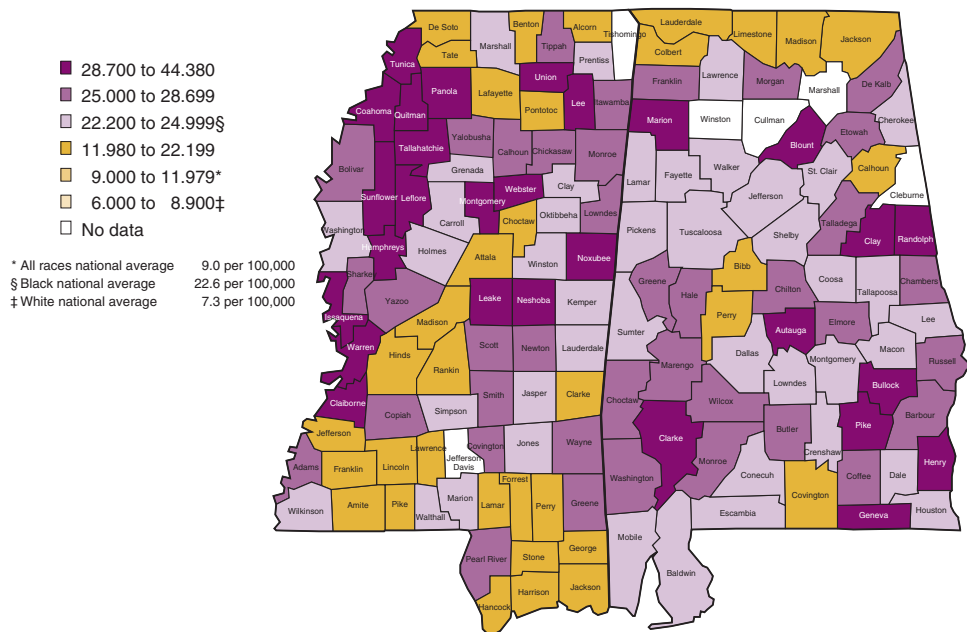 28.700 to 44.380
25.000 to 28.699
22.200 to 24.999§
11.980 to 22.199
9.000 to 11.979*
6.000 to 8.900‡
No data
* All races national average 9.0 per 100,000
§ Black national average 22.6 per 100,000
‡ White national average 7.3 per 100,000
De Soto
Benton
Alcorn
Tishomingo
Tunica
Tate
Marshall
Tippah
Prentiss
Panola
Lafayette
Union
Lee
Itawamba
Coahoma
Quitman
Pontotoc
Tallahatchie
Yalobusha
Calhoun
Chickasaw
Monroe
Bolivar
Grenada
Sunflower
Leflore
Montgomery
Webster
Clay
Washington
Carroll
Choctaw
Oktibbeha
Lowndes
Humphreys
Holmes
Attala
Winston
Noxubee
Sharkey
Yazoo
Leake
Neshoba
Kemper
Issaquena
Madison
Warren
Hinds
Rankin
Scott
Newton
Lauderdale
Claiborne
Copiah
Simpson
Smith
Jasper
Clarke
Jefferson
Adams
Franklin
Lincoln
Lawrence
Jefferson
Davis
Covington
Jones
Wayne
Wilkinson
Amite
Pike
Walthall
Marion
Lamar
Forrest
Perry
Greene
Pearl River
Stone
George
Hancock
Harrison
Jackson
Lauderdale
Limestone
Madison
Jackson
Colbert
Franklin
Lawrence
Morgan
Marshall
De Kalb
Marion
Winston
Cullman
Blount
Etowah
Cherokee
Lamar
Fayette
Walker
Jefferson
St. Clair
Calhoun
Cleburne
Pickens
Tuscaloosa
Shelby
Talladega
Clay
Randolph
Greene
Hale
Bibb
Chilton
Coosa
Tallapoosa
Chambers
Sumter
Perry
Autauga
Elmore
Lee
Marengo
Dallas
Montgomery
Macon
Russell
Choctaw
Wilcox
Lowndes
Bullock
Clarke
Butler
Crenshaw
Pike
Barbour
Washington
Monroe
Conecuh
Covington
Coffee
Dale
Henry
Escambia
Geneva
Houston
Mobile
Baldwin